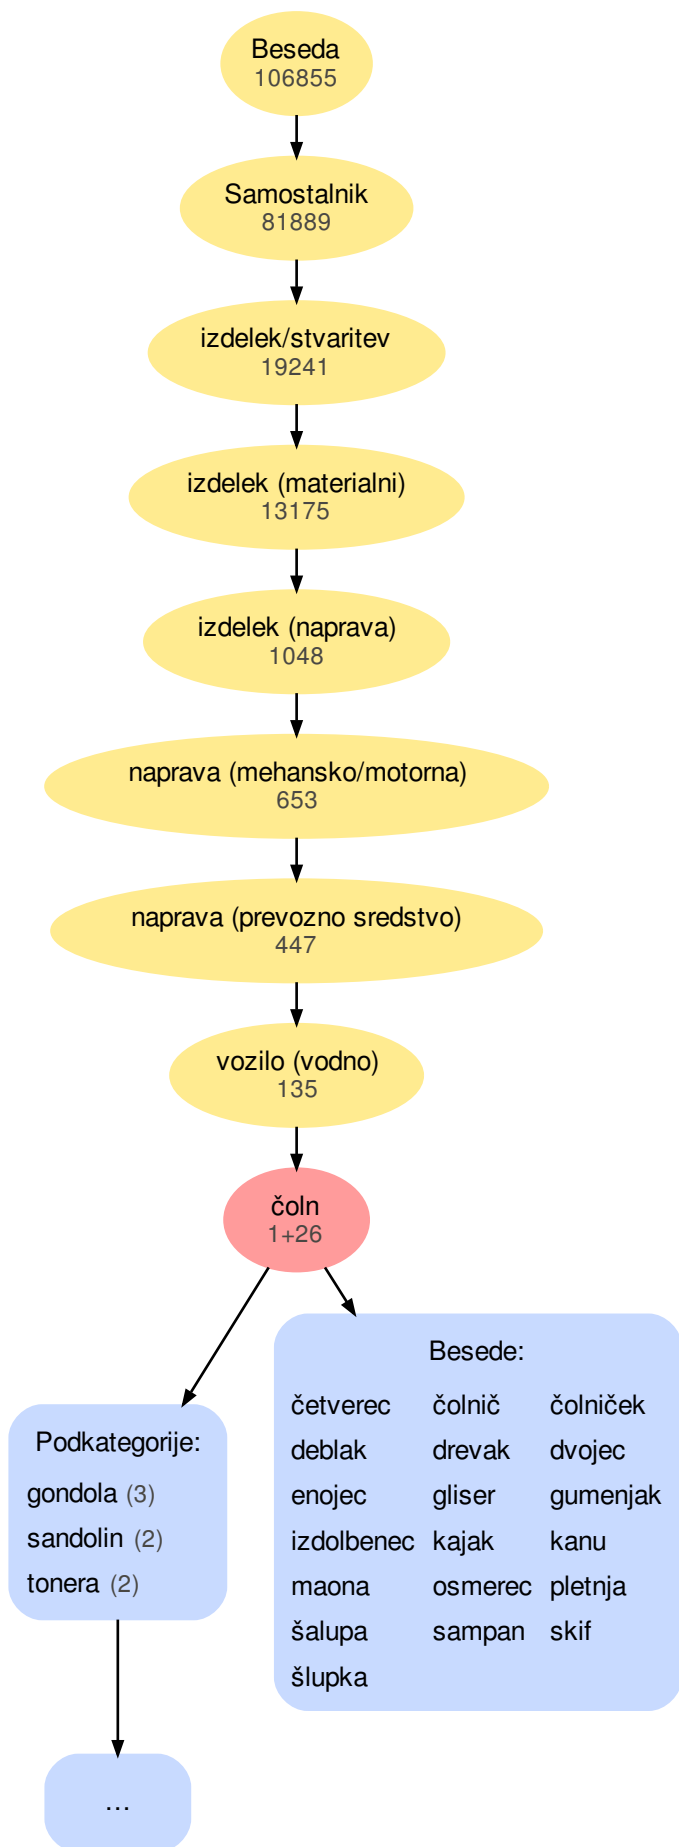 Beseda
106855
Samostalnik
81889
izdelek/stvaritev
19241
izdelek (materialni)
13175
izdelek (naprava)
1048
naprava (mehansko/motorna)
653
naprava (prevozno sredstvo)
447
vozilo (vodno)
135
čoln
1+26
Podkategorije:
gondola (3)
sandolin (2)
tonera (2)
...
Besede:
četverec čolnič čolniček
deblak drevak dvojec
enojec gliser gumenjak
izdolbenec kajak kanu
maona osmerec pletnja
šalupa sampan skif
šlupka